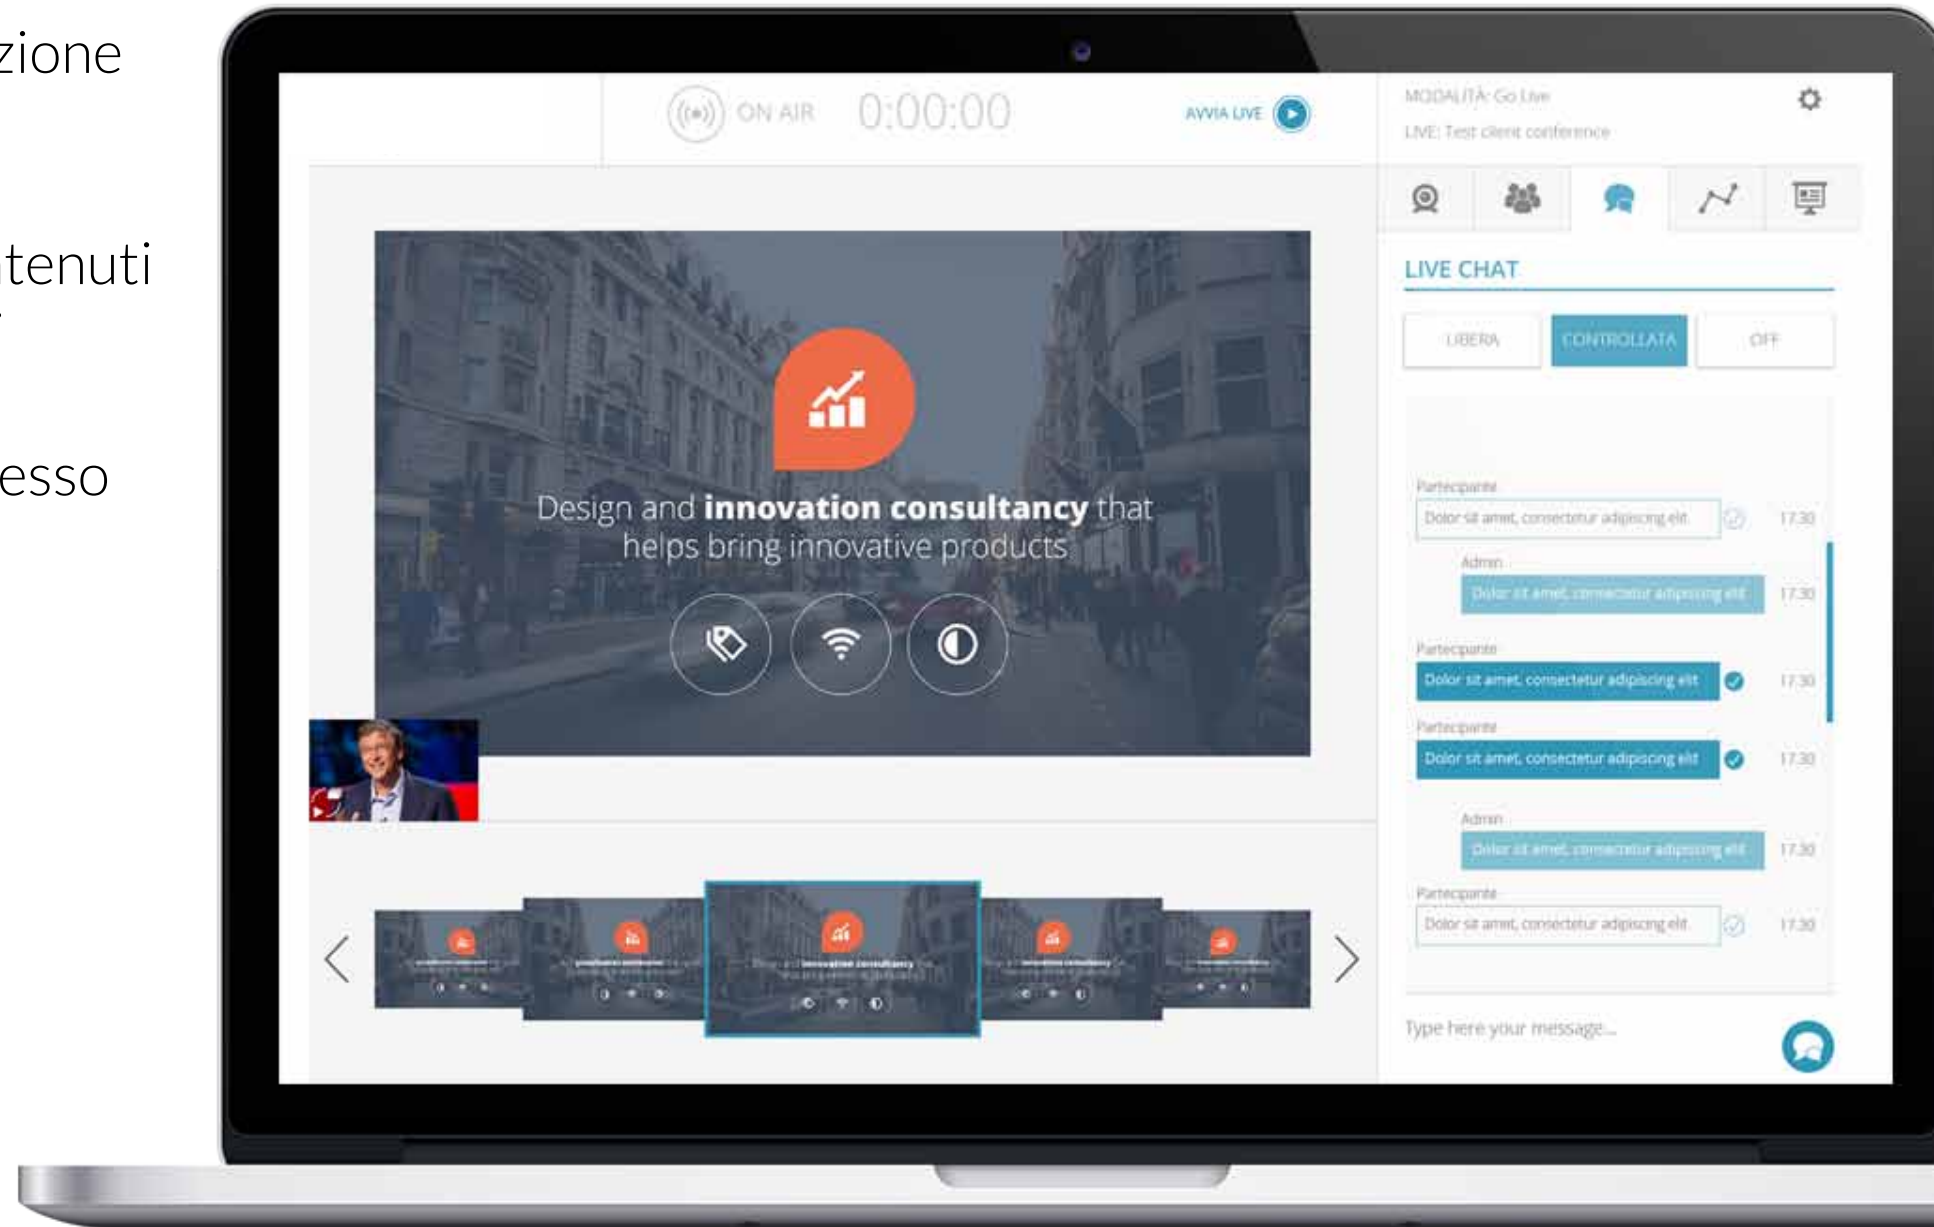 zione
ntenuti
esso
ON AIR 0:00:00 AVVIA LIVE
MODALITÀ: Go Live
LIVE: Test client conference
Design and innovation consultancy that
helps bring innovative products
LIVE CHAT
LIBERA CONTROLLATA OFF
Partecipante
Dolor sit amet, consectetur adipiscing elit 17.30
Admin
Dolor sit amet, consectetur adipiscing elit 17.30
Partecipante
Dolor sit amet, consectetur adipiscing elit 17.30
Partecipante
Dolor sit amet, consectetur adipiscing elit 17.30
Admin
Dolor sit amet, consectetur adipiscing elit 17.30
Partecipante
Dolor sit amet, consectetur adipiscing elit 17.30
Type here your message...
innovation consultancy